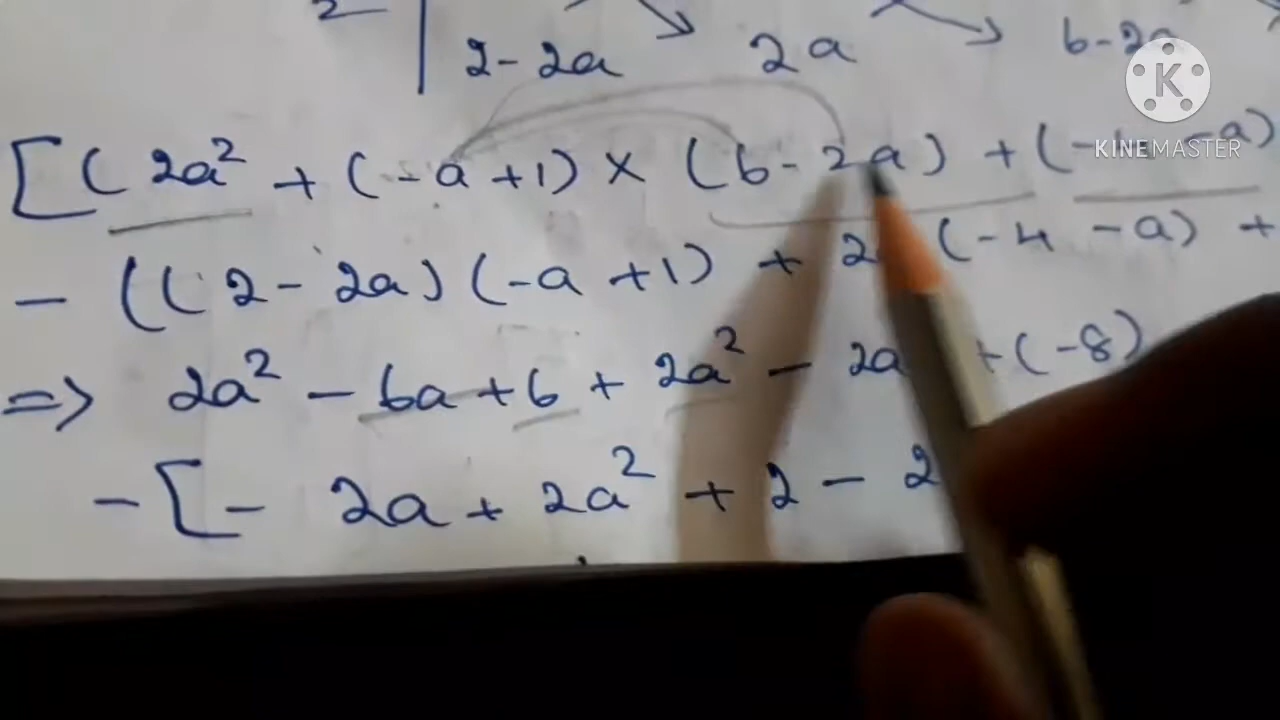 2 - 2a 2a 6 - 2a
[(2a² + (-a +1) × (6 - 2a) + (-4 -a)
- ((2 - 2a) (-a +1) + 2 (-4 -a) +
=> 2a² - 6a + 6 + 2a² - 2a +(-8)
- [- 2a + 2a² + 2 - 2
K
KINEMASTER